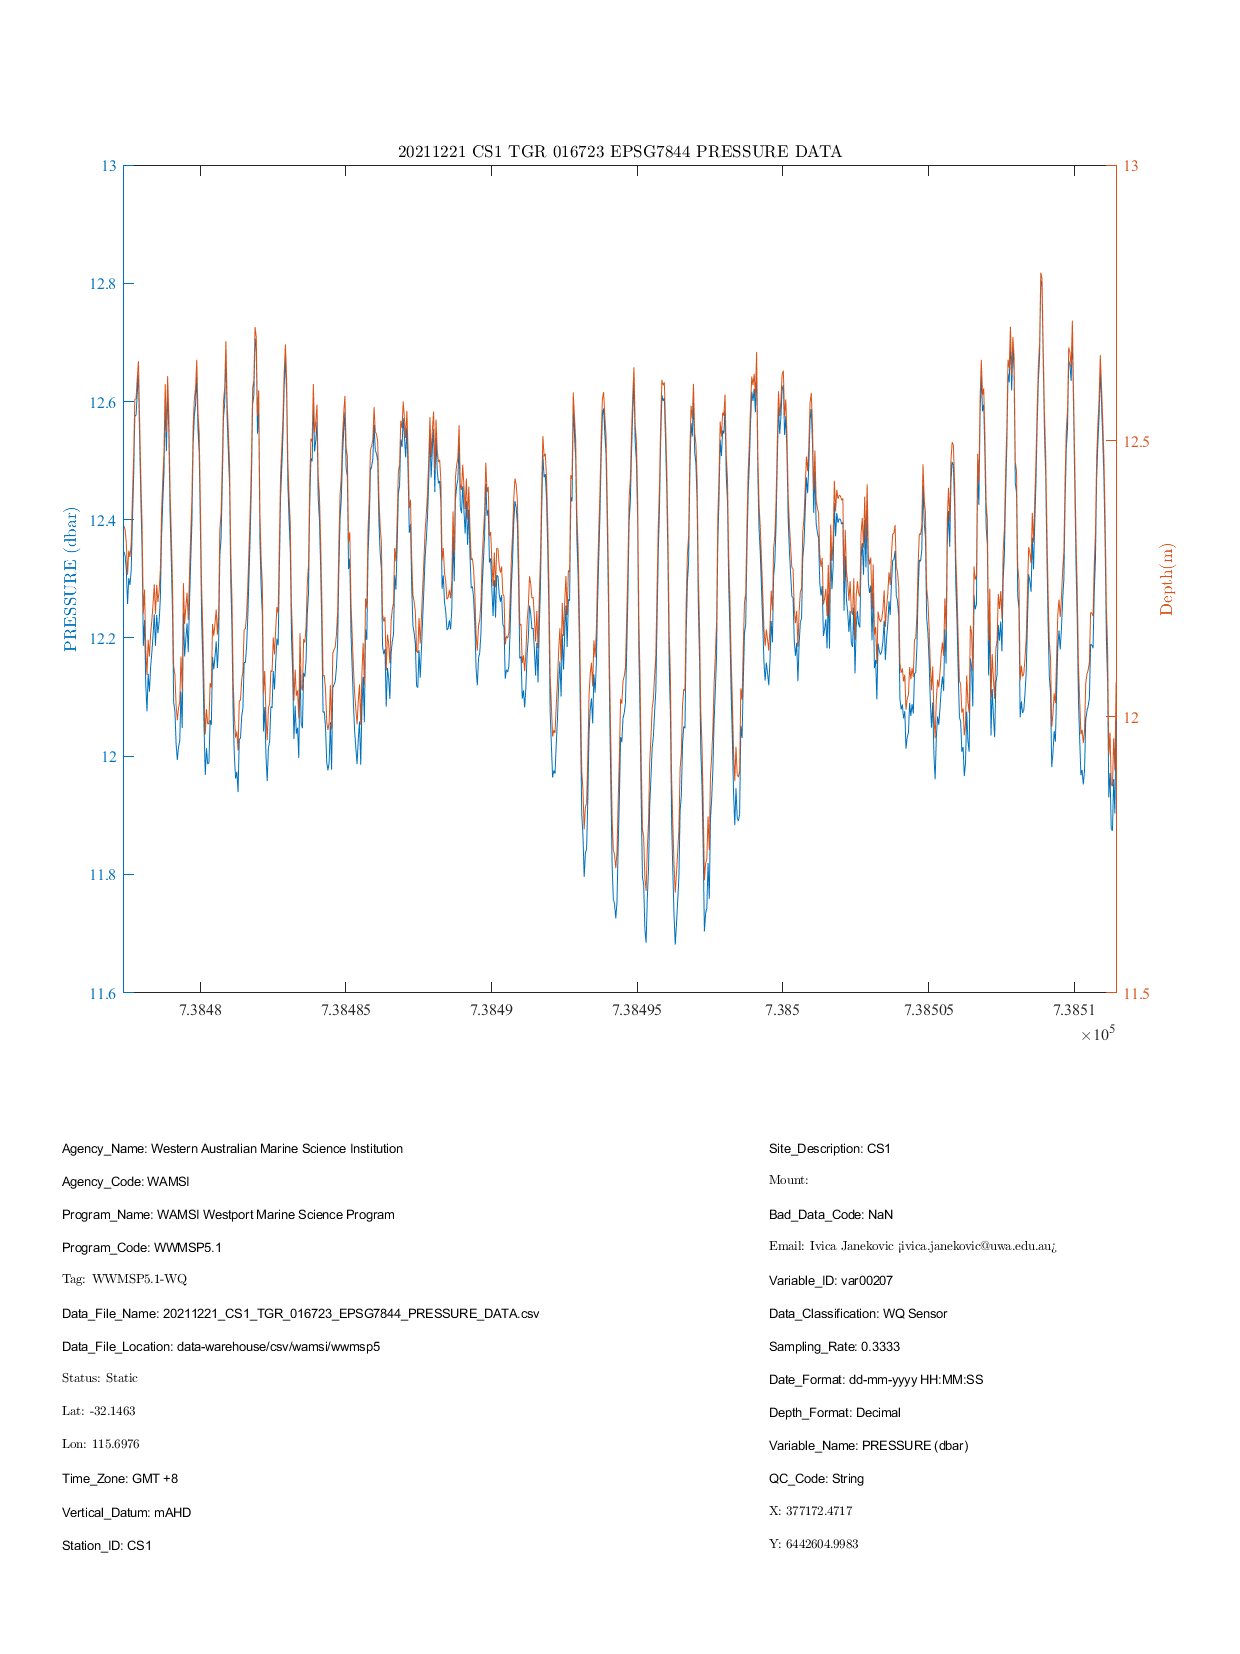 20211221 CS1 TGR 016723 EPSG7844 PRESSURE DATA
13
12.8
12.6
12.4
12.2
12
11.8
11.6
PRESSURE (dbar)
13
12.5
12
11.5
Depth(m)
7.3848
7.38485
7.3849
7.38495
7.385
7.38505
7.3851
×10⁵
Agency_Name: Western Australian Marine Science Institution
Agency_Code: WAMSI
Program_Name: WAMSI Westport Marine Science Program
Program_Code: WWMSP5.1
Tag: WWMSP5.1-WQ
Data_File_Name: 20211221_CS1_TGR_016723_EPSG7844_PRESSURE_DATA.csv
Data_File_Location: data-warehouse/csv/wamsi/wwmsp5
Status: Static
Lat: -32.1463
Lon: 115.6976
Time_Zone: GMT +8
Vertical_Datum: mAHD
Station_ID: CS1
Site_Description: CS1
Mount:
Bad_Data_Code: NaN
Email: Ivica Janekovic ¡ivica.janekovic@uwa.edu.au¿
Variable_ID: var00207
Data_Classification: WQ Sensor
Sampling_Rate: 0.3333
Date_Format: dd-mm-yyyy HH:MM:SS
Depth_Format: Decimal
Variable_Name: PRESSURE (dbar)
QC_Code: String
X: 377172.4717
Y: 6442604.9983